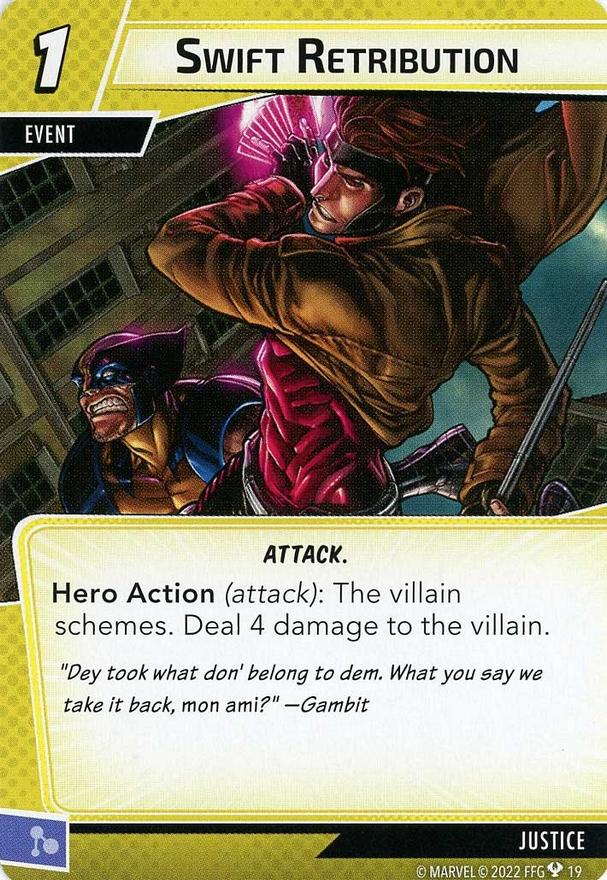 1
SWIFT RETRIBUTION
EVENT
ATTACK.
Hero Action (attack): The villain
schemes. Deal 4 damage to the villain.
"Dey took what don' belong to dem. What you say we
take it back, mon ami?" —Gambit
JUSTICE
© MARVEL © 2022 FFG 19